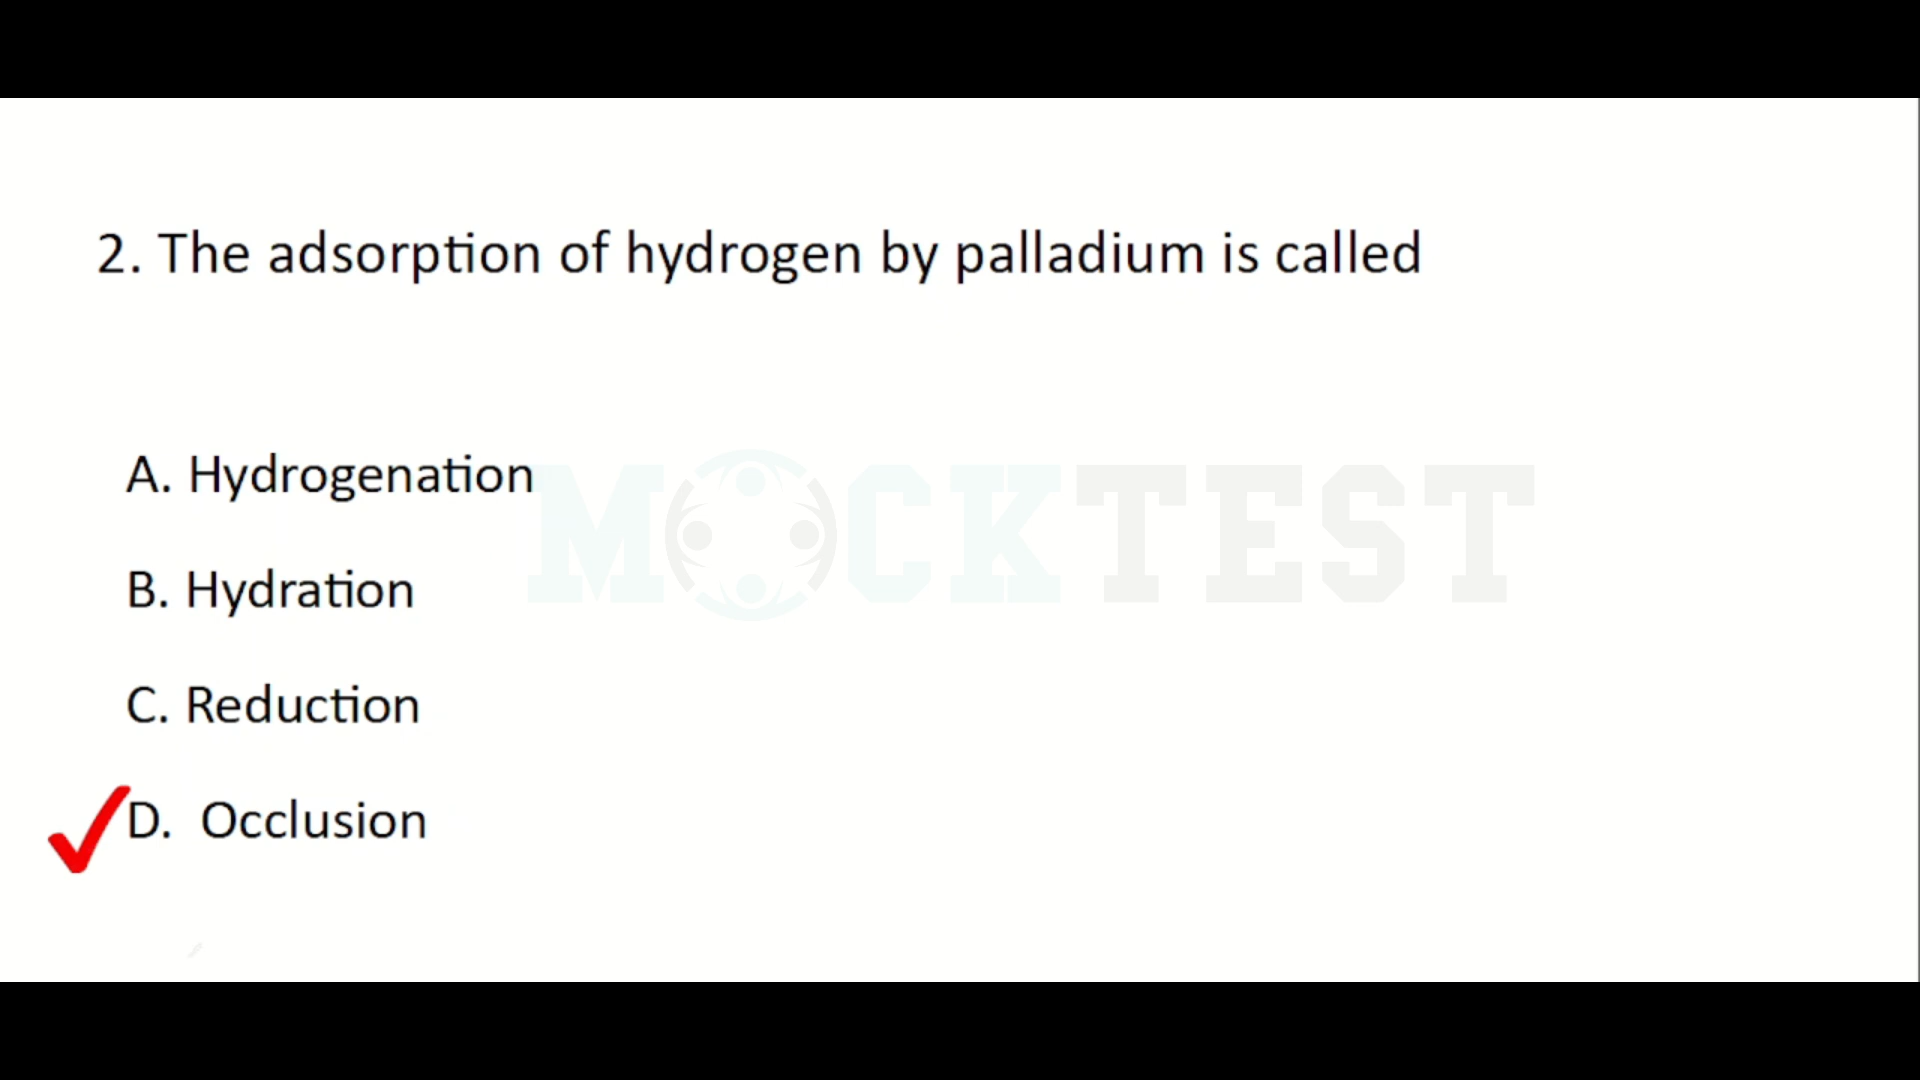 2. The adsorption of hydrogen by palladium is called
A. Hydrogenation
MOCKTEST
B. Hydration
C. Reduction
D. Occlusion